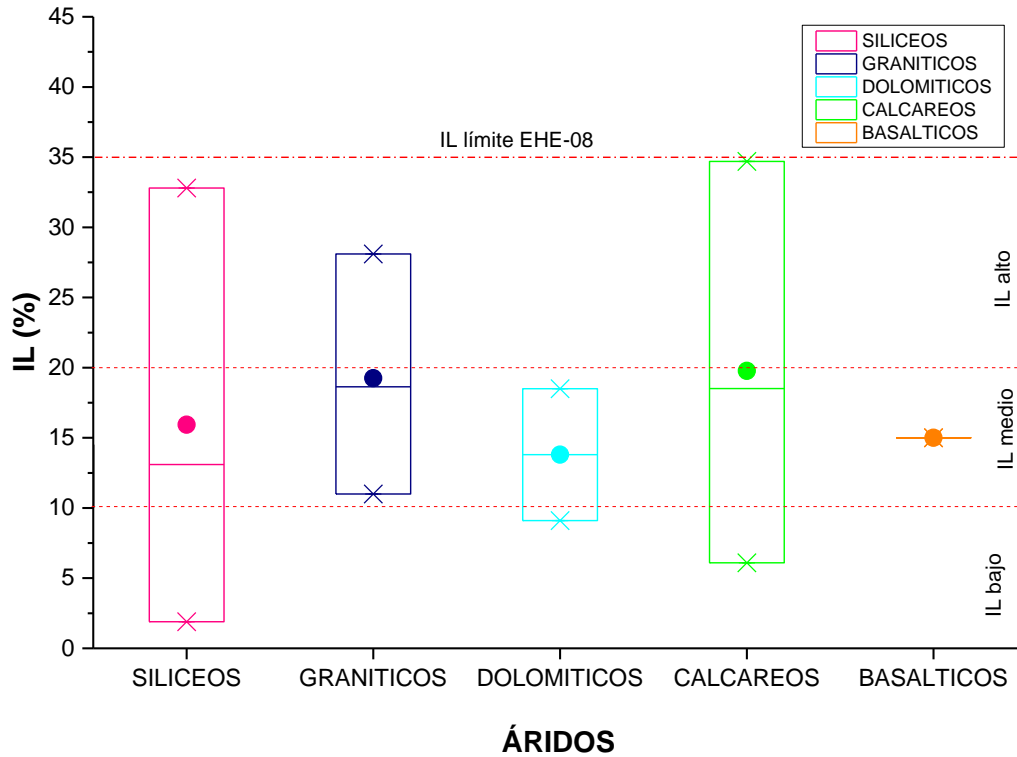 45
40
35
30
25
20
15
10
5
0
IL (%)
IL límite EHE-08
SILICEOS
GRANITICOS
DOLOMITICOS
CALCAREOS
BASALTICOS
IL alto
IL medio
IL bajo
SILICEOS
GRANITICOS
DOLOMITICOS
CALCAREOS
BASALTICOS
ÁRIDOS